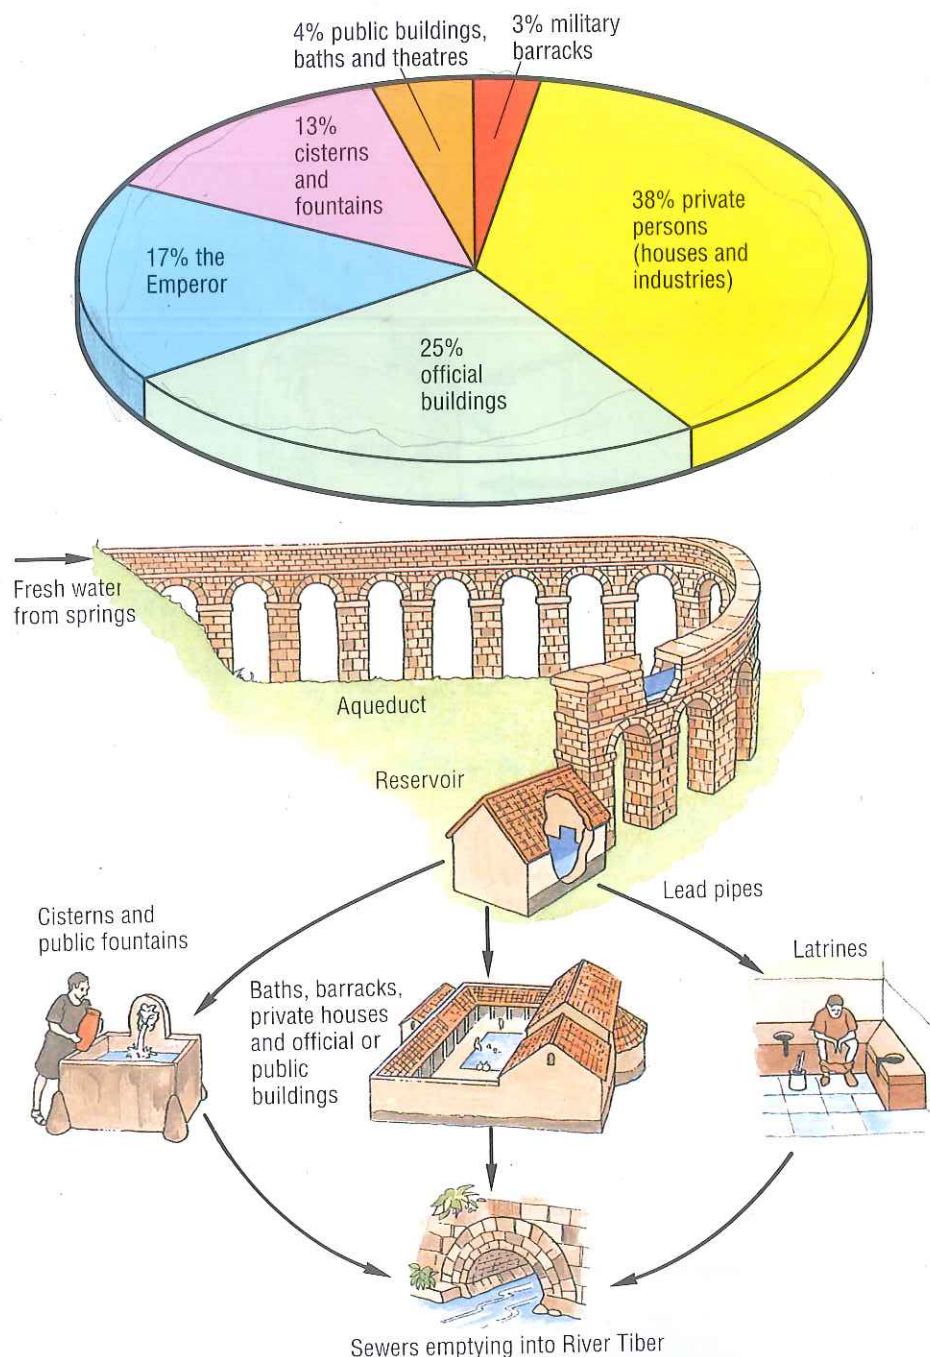 4% public buildings,
baths and theatres
3% military
barracks
13%
cisterns
and
fountains
38% private
persons
(houses and
industries)
17% the
Emperor
25%
official
buildings
Fresh water
from springs
Aqueduct
Reservoir
Lead pipes
Cisterns and
public fountains
Baths, barracks,
private houses
and official or
public
buildings
Latrines
Sewers emptying into River Tiber